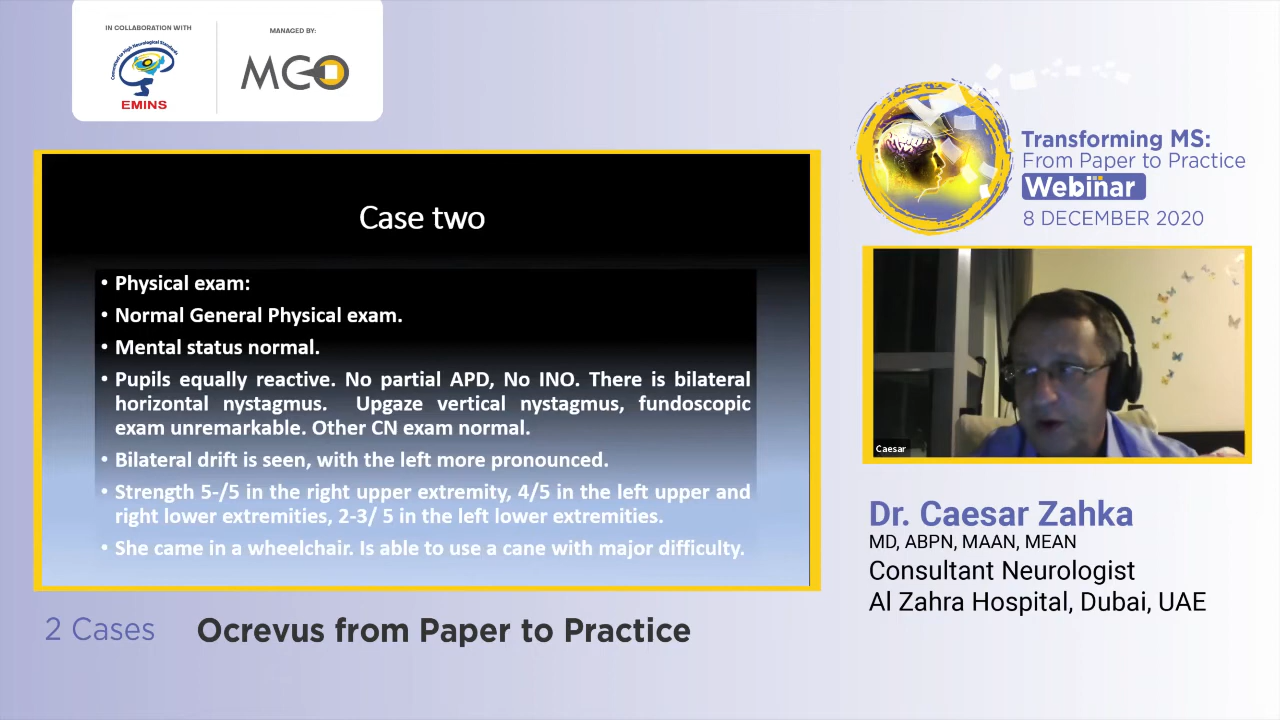 IN COLLABORATION WITH
Committed to High Neurological Standards
EMINS
MANAGED BY:
MCO
Transforming MS:
From Paper to Practice
Webinar
8 DECEMBER 2020
Case two
• Physical exam:
• Normal General Physical exam.
• Mental status normal.
• Pupils equally reactive. No partial APD, No INO. There is bilateral
horizontal nystagmus. Upgaze vertical nystagmus, fundoscopic
exam unremarkable. Other CN exam normal.
• Bilateral drift is seen, with the left more pronounced.
• Strength 5-/5 in the right upper extremity, 4/5 in the left upper and
right lower extremities, 2-3/ 5 in the left lower extremities.
• She came in a wheelchair. Is able to use a cane with major difficulty.
Caesar
Dr. Caesar Zahka
MD, ABPN, MAAN, MEAN
Consultant Neurologist
Al Zahra Hospital, Dubai, UAE
2 Cases
Ocrevus from Paper to Practice